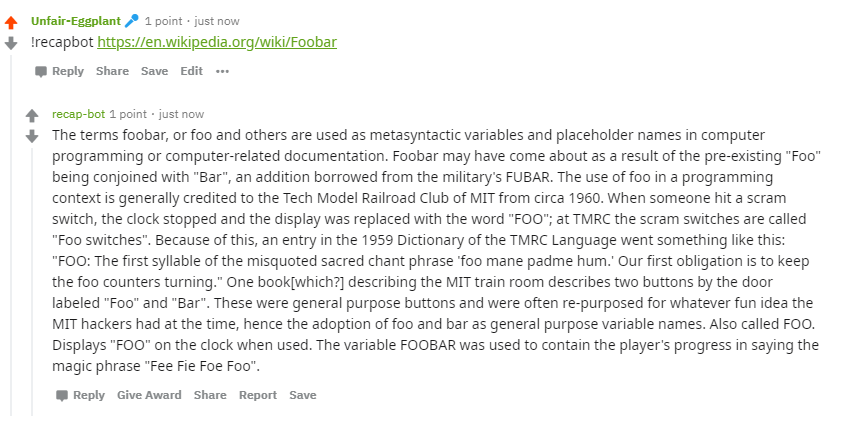 Unfair-Eggplant 1 point · just now
!recapbot https://en.wikipedia.org/wiki/Foobar
Reply Share Save Edit ···
recap-bot 1 point · just now
The terms foobar, or foo and others are used as metasyntactic variables and placeholder names in computer
programming or computer-related documentation. Foobar may have come about as a result of the pre-existing "Foo"
being conjoined with "Bar", an addition borrowed from the military's FUBAR. The use of foo in a programming
context is generally credited to the Tech Model Railroad Club of MIT from circa 1960. When someone hit a scram
switch, the clock stopped and the display was replaced with the word "FOO"; at TMRC the scram switches are called
"Foo switches". Because of this, an entry in the 1959 Dictionary of the TMRC Language went something like this:
"FOO: The first syllable of the misquoted sacred chant phrase 'foo mane padme hum.' Our first obligation is to keep
the foo counters turning." One book[which?] describing the MIT train room describes two buttons by the door
labeled "Foo" and "Bar". These were general purpose buttons and were often re-purposed for whatever fun idea the
MIT hackers had at the time, hence the adoption of foo and bar as general purpose variable names. Also called FOO.
Displays "FOO" on the clock when used. The variable FOOBAR was used to contain the player's progress in saying the
magic phrase "Fee Fie Foe Foo".
Reply Give Award Share Report Save